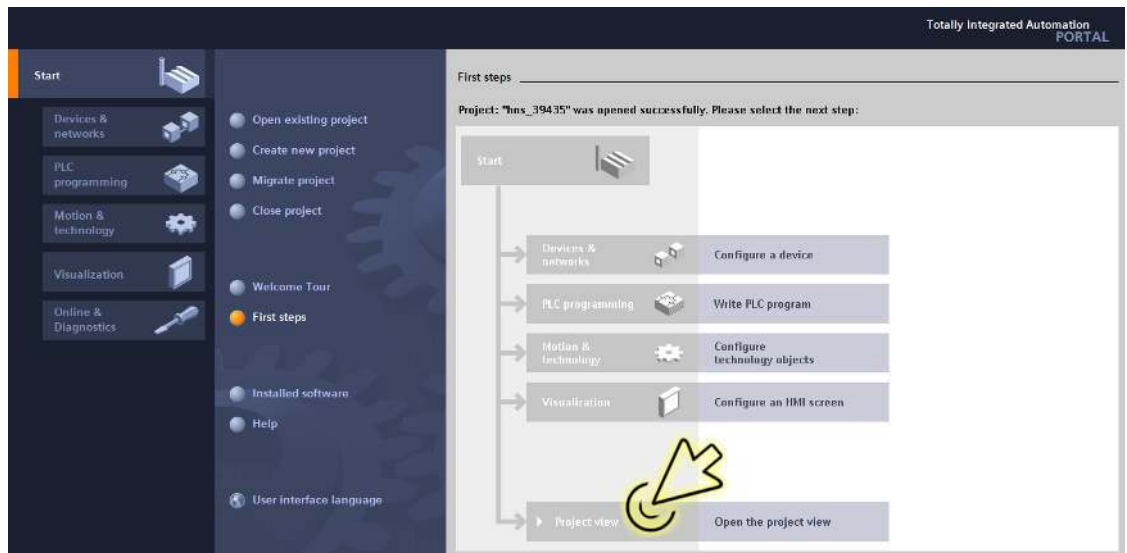 Totally Integrated Automation
PORTAL
Start
Devices &
networks
PLC
programming
Motion &
technology
Visualization
Online &
Diagnostics
Open existing project
Create new project
Migrate project
Close project
Welcome Tour
First steps
Installed software
Help
User interface language
First steps
Project: "hns_39435" was opened successfully. Please select the next step:
Start
Devices &
networks
Configure a device
PLC programming
Write PLC program
Motion &
technology
Configure
technology objects
Visualization
Configure an HMI screen
Project view
Open the project view